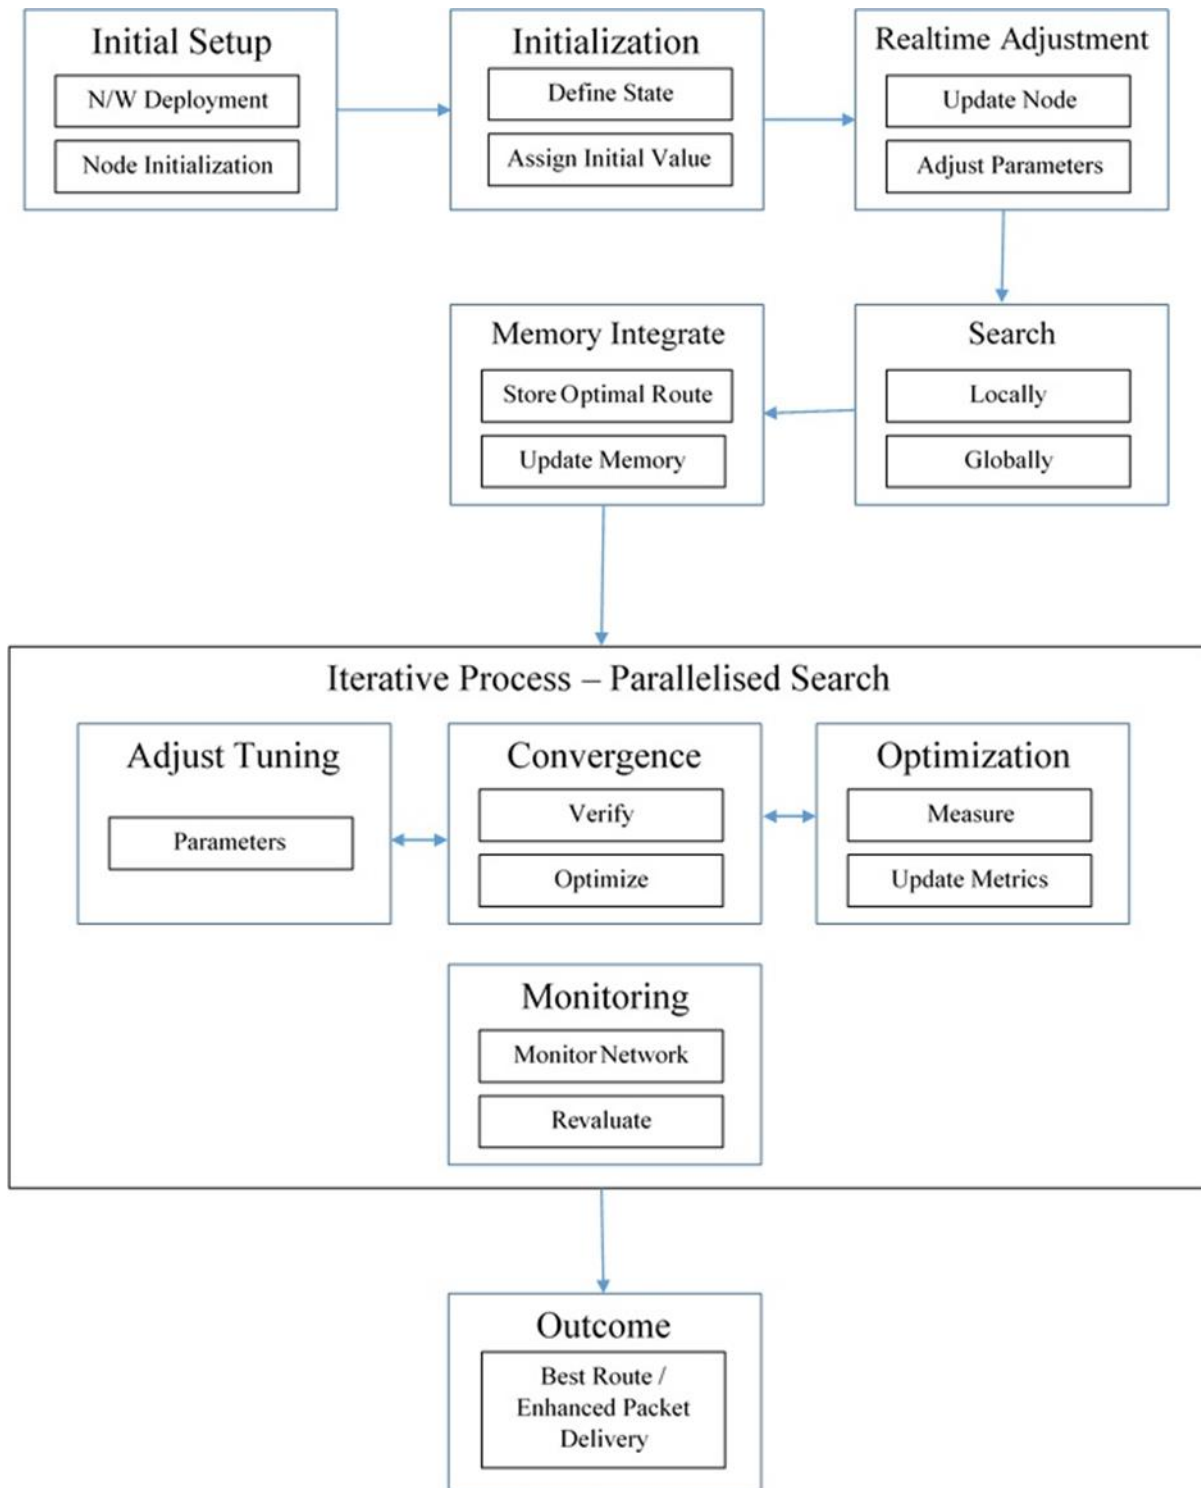 Initial Setup
N/W Deployment
Node Initialization
Initialization
Define State
Assign Initial Value
Realtime Adjustment
Update Node
Adjust Parameters
Search
Locally
Globally
Memory Integrate
Store Optimal Route
Update Memory
Iterative Process – Parallelised Search
Adjust Tuning
Parameters
Convergence
Verify
Optimize
Optimization
Measure
Update Metrics
Monitoring
Monitor Network
Revaluate
Outcome
Best Route /
Enhanced Packet
Delivery